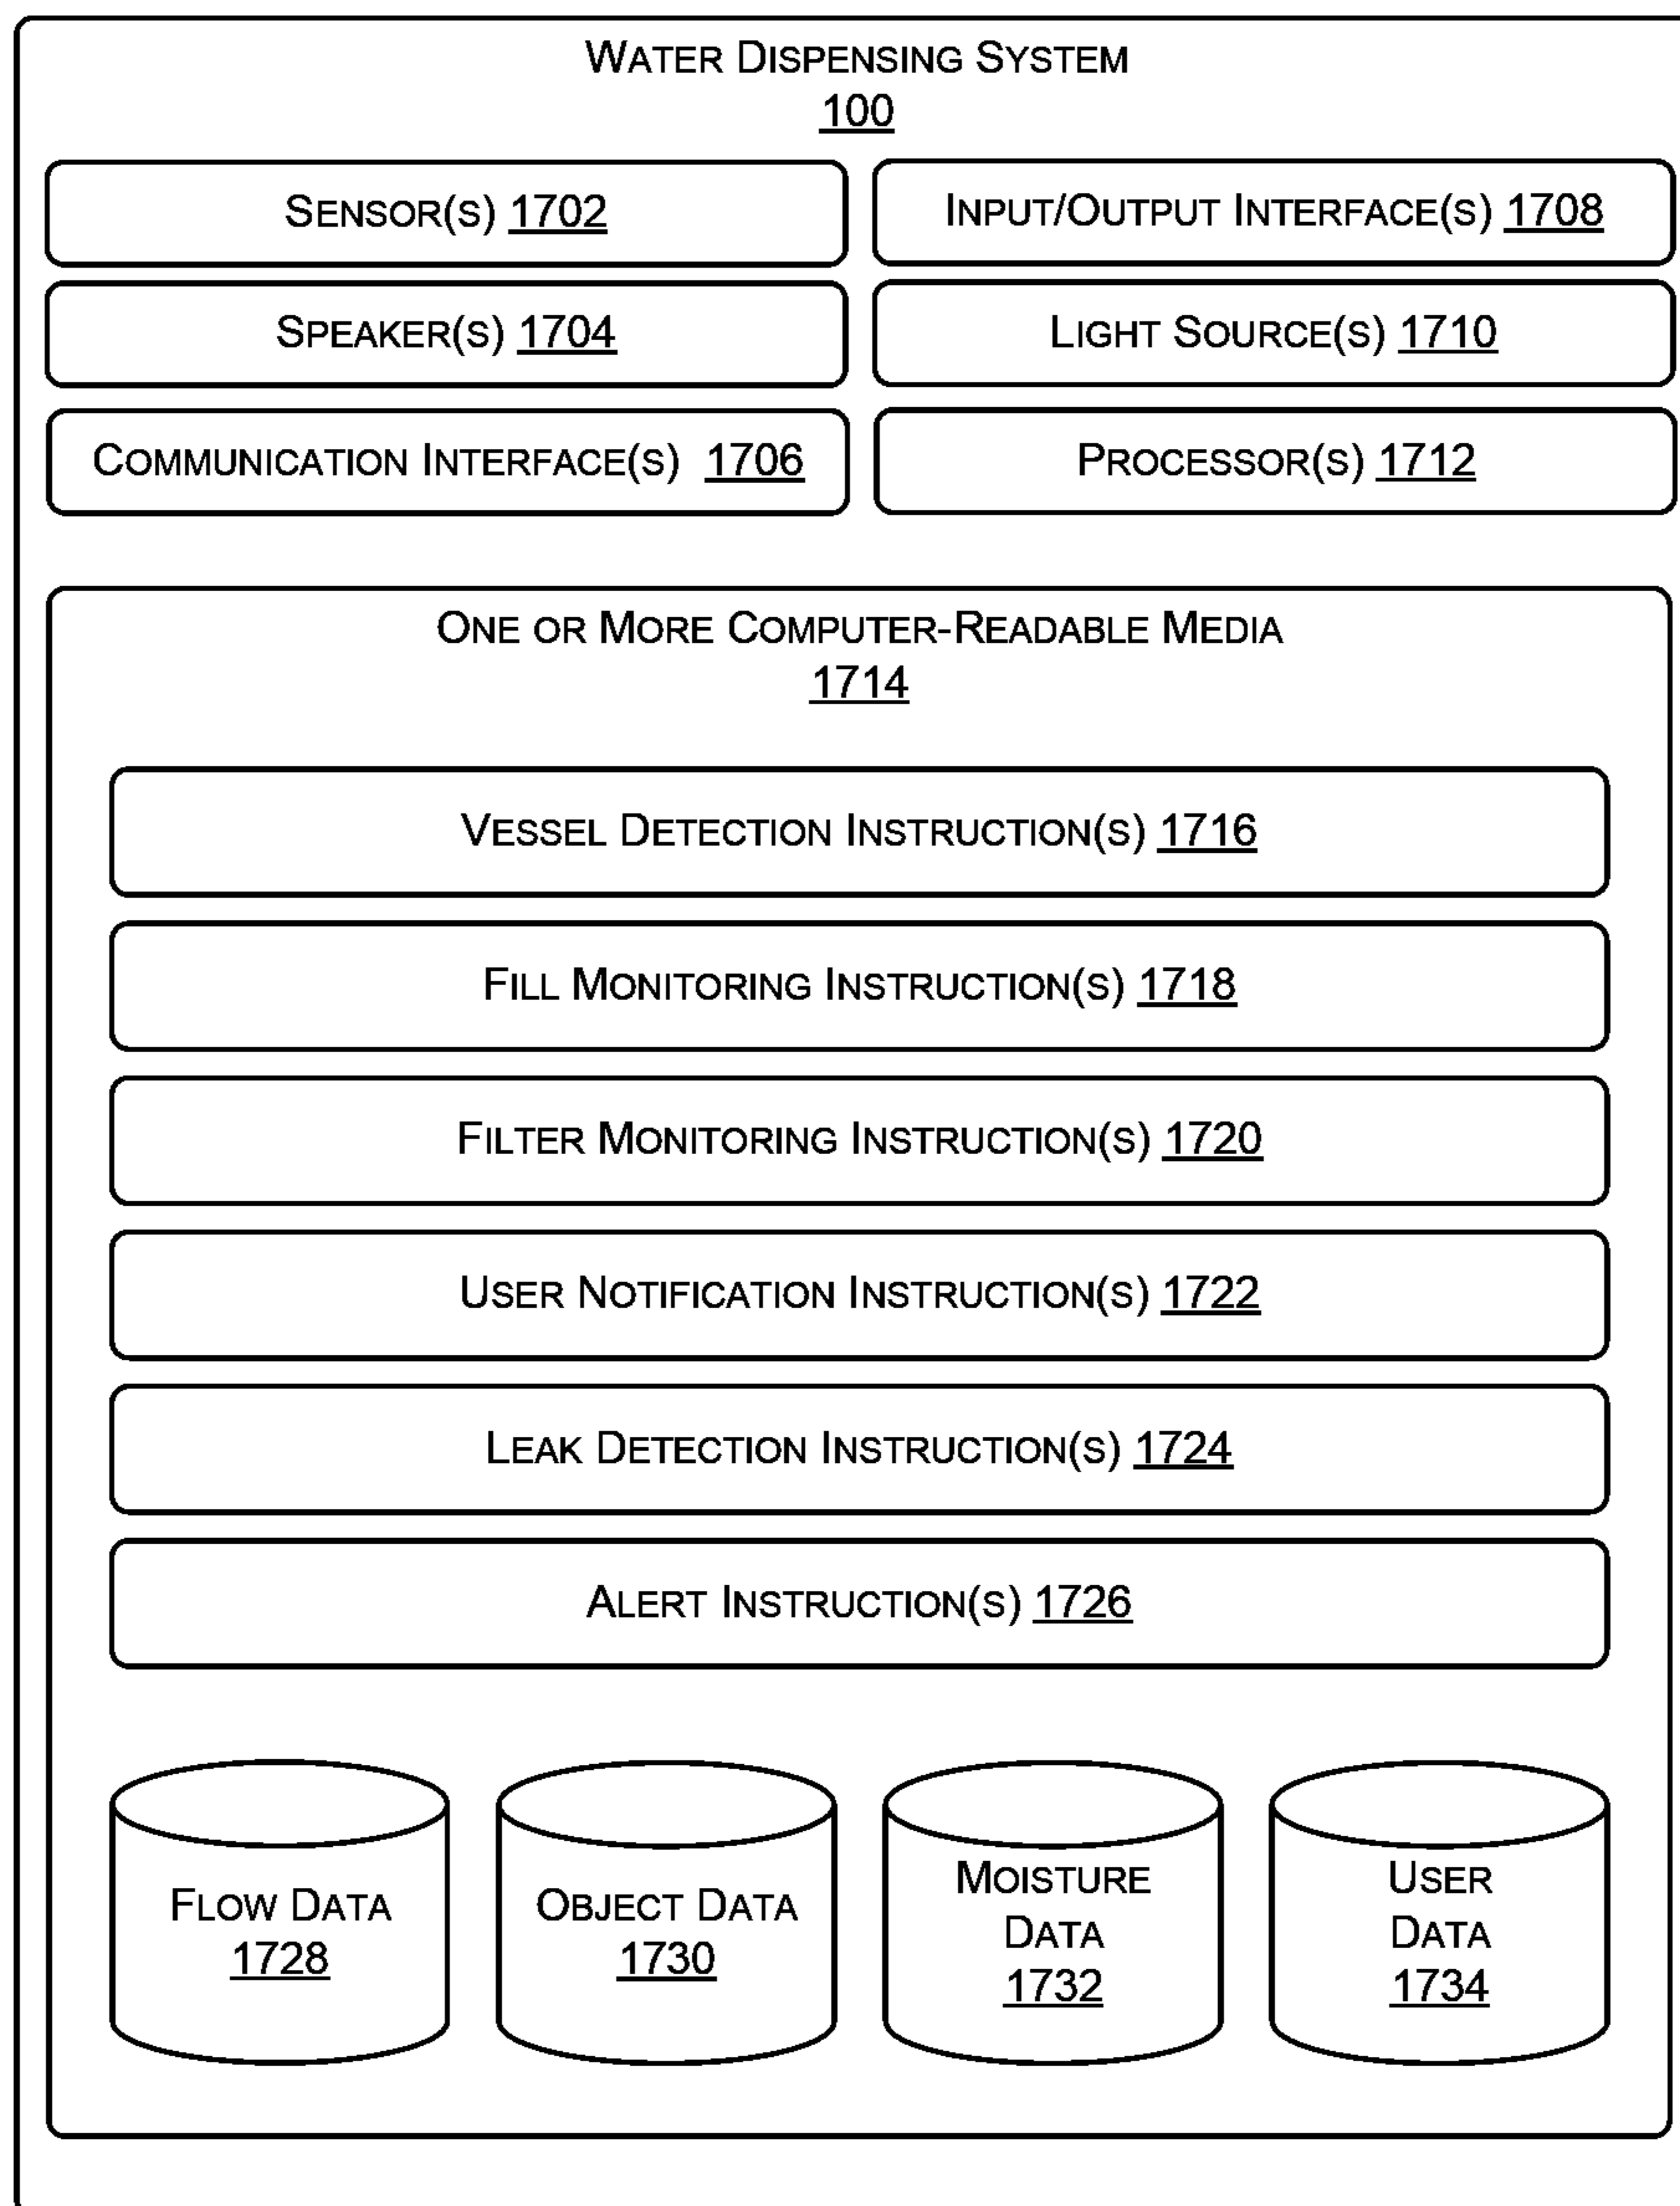 WATER DISPENSING SYSTEM
100
SENSOR(S) 1702
INPUT/OUTPUT INTERFACE(S) 1708
SPEAKER(S) 1704
LIGHT SOURCE(S) 1710
COMMUNICATION INTERFACE(S) 1706
PROCESSOR(S) 1712
ONE OR MORE COMPUTER-READABLE MEDIA
1714
VESSEL DETECTION INSTRUCTION(S) 1716
FILL MONITORING INSTRUCTION(S) 1718
FILTER MONITORING INSTRUCTION(S) 1720
USER NOTIFICATION INSTRUCTION(S) 1722
LEAK DETECTION INSTRUCTION(S) 1724
ALERT INSTRUCTION(S) 1726
FLOW DATA
1728
OBJECT DATA
1730
MOISTURE
DATA
1732
USER
DATA
1734